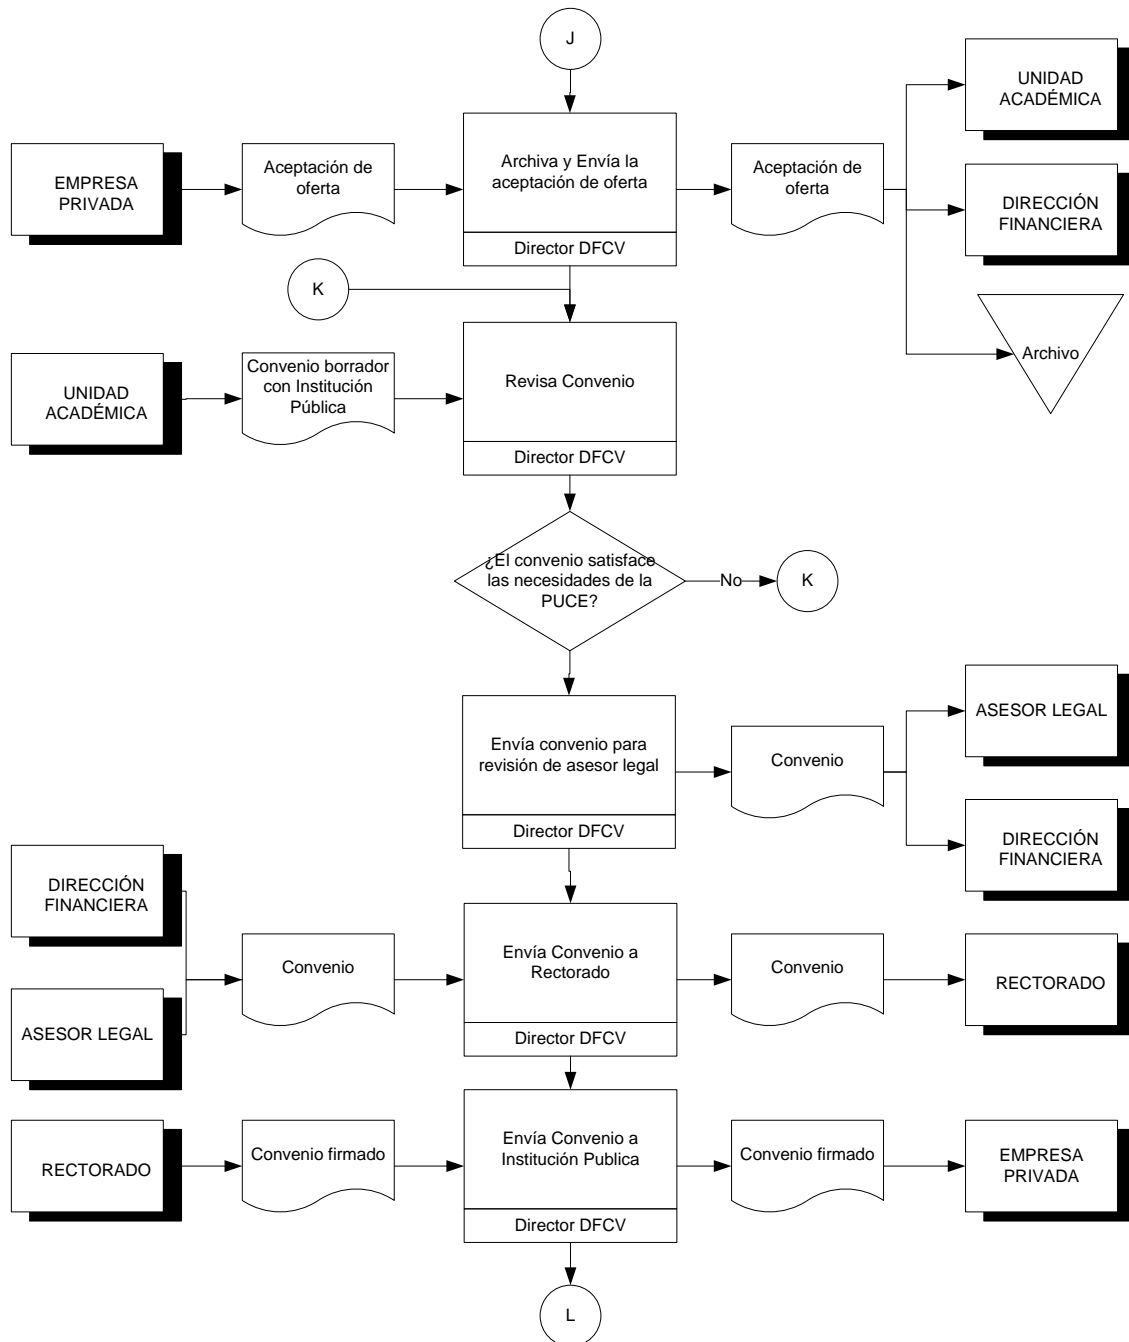 J
UNIDAD
ACADÉMICA
EMPRESA
PRIVADA
Aceptación de
oferta
Archiva y Envía la
aceptación de oferta
Director DFCV
Aceptación de
oferta
DIRECCIÓN
FINANCIERA
K
Archivo
UNIDAD
ACADÉMICA
Convenio borrador
con Institución
Pública
Revisa Convenio
Director DFCV
¿El convenio satisface
las necesidades de la
PUCE?
No
K
Envía convenio para
revisión de asesor legal
Director DFCV
Convenio
ASESOR LEGAL
DIRECCIÓN
FINANCIERA
DIRECCIÓN
FINANCIERA
ASESOR LEGAL
Convenio
Envía Convenio a
Rectorado
Director DFCV
Convenio
RECTORADO
RECTORADO
Convenio firmado
Envía Convenio a
Institución Publica
Director DFCV
Convenio firmado
EMPRESA
PRIVADA
L